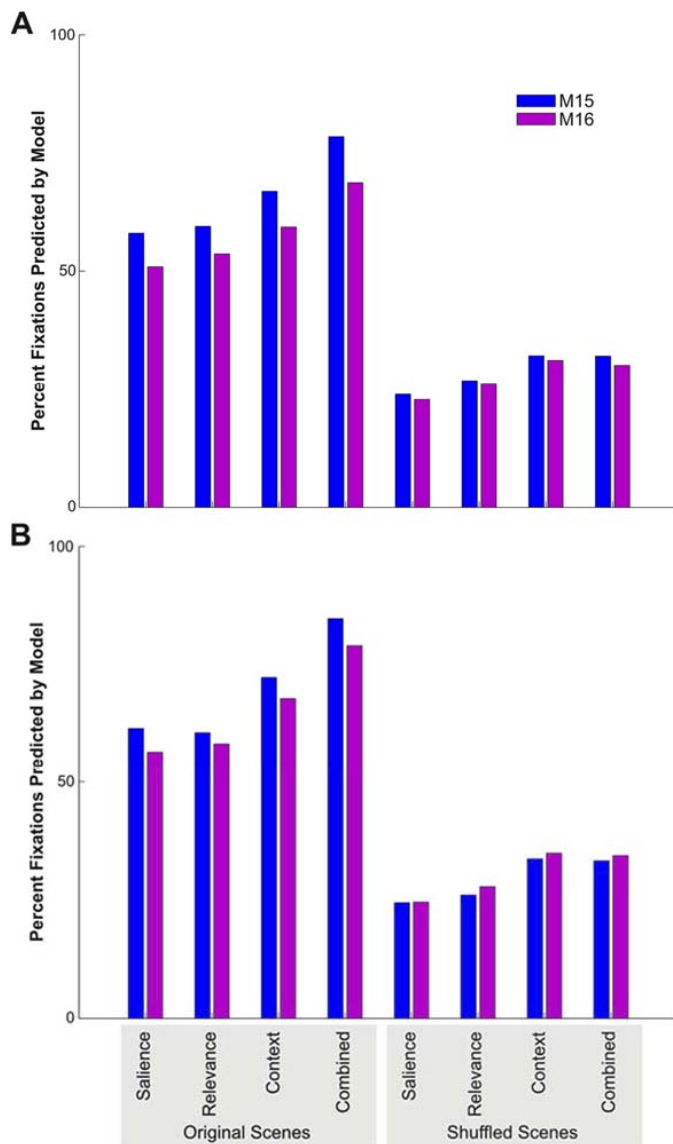 A
100
M15
M16
Percent Fixations Predicted by Model
50
0
B
100
Percent Fixations Predicted by Model
50
0
Salience
Relevance
Context
Combined
Salience
Relevance
Context
Combined
Original Scenes
Shuffled Scenes